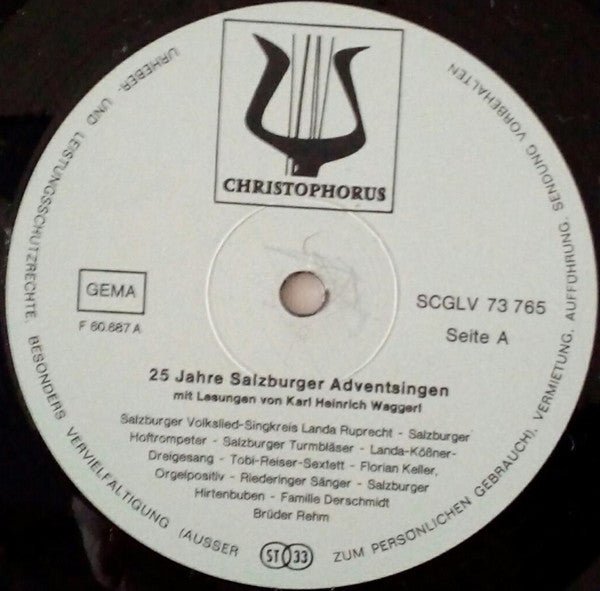 CHRISTOPHORUS
GEMA
F 60.687 A
SCGLV 73 765
Seite A
25 Jahre Salzburger Adventsingen
mit Lesungen von Karl Heinrich Waggerl
Salzburger Volkslied-Singkreis Landa Ruprecht - Salzburger
Hoftrompeter - Salzburger Turmbläser - Landa-Kößner-
Dreigesang - Tobi-Reiser-Sextett - Florian Keller,
Orgelpositiv - Riederinger Sänger - Salzburger
Hirtenbuben - Familie Derschmidt
Brüder Rehm
ST 33
URHEBER- UND LEISTUNGSSCHUTZRECHTE. BESONDERS VERVIELFÄLTIGUNG (AUSSER ZUM PERSÖNLICHEN GEBRAUCH), VERMIETUNG, AUFFÜHRUNG, SENDUNG VORBEHALTEN